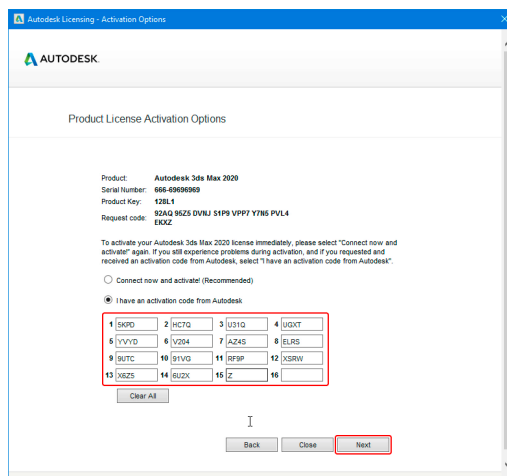 Autodesk Licensing - Activation Options
AUTODESK.
Product License Activation Options
Product: Autodesk 3ds Max 2020
Serial Number: 666-69696969
Product Key: 128L1
Request code: 92AQ 95Z5 DVNJ S1P9 VPP7 Y7N5 PVL4
EKXZ
To activate your Autodesk 3ds Max 2020 license immediately, please select "Connect now and
activate!" again. If you still experience problems during activation, and if you requested and
received an activation code from Autodesk, select "I have an activation code from Autodesk".
Connect now and activate! (Recommended)
I have an activation code from Autodesk
1 5KPD 2 HC7Q 3 U31Q 4 UGXT
5 YVYD 6 V204 7 AZ4S 8 ELRS
9 9UTC 10 91VG 11 RF9P 12 XSRW
13 X6Z5 14 6U2X 15 Z 16
Clear All
Back Close Next